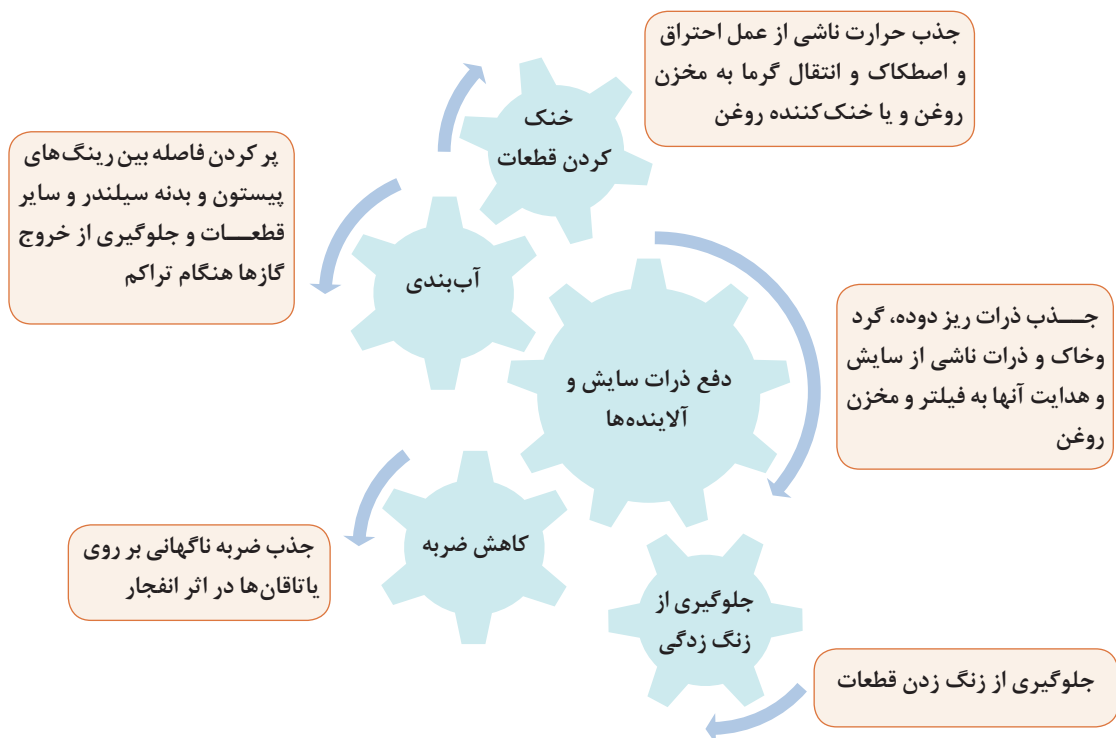 جذب حرارت ناشی از عمل احتراق
و اصطکاک و انتقال گرما به مخزن
روغن و یا خنک‌کننده روغن
خنک
کردن قطعات
پر کردن فاصله بین رینگ‌های
پیستون و بدنه سیلندر و سایر
قطعـــات و جلوگیری از خروج
گازها هنگام تراکم
آب‌بندی
جـــذب ذرات ریز دوده، گرد
وخاک و ذرات ناشی از سایش
و هدایت آنها به فیلتر و مخزن
روغن
دفع ذرات سایش و
آلاینده‌ها
کاهش ضربه
جذب ضربه ناگهانی بر روی
یاتاقان‌ها در اثر انفجار
جلوگیری از
زنگ زدگی
جلوگیری از زنگ زدن قطعات